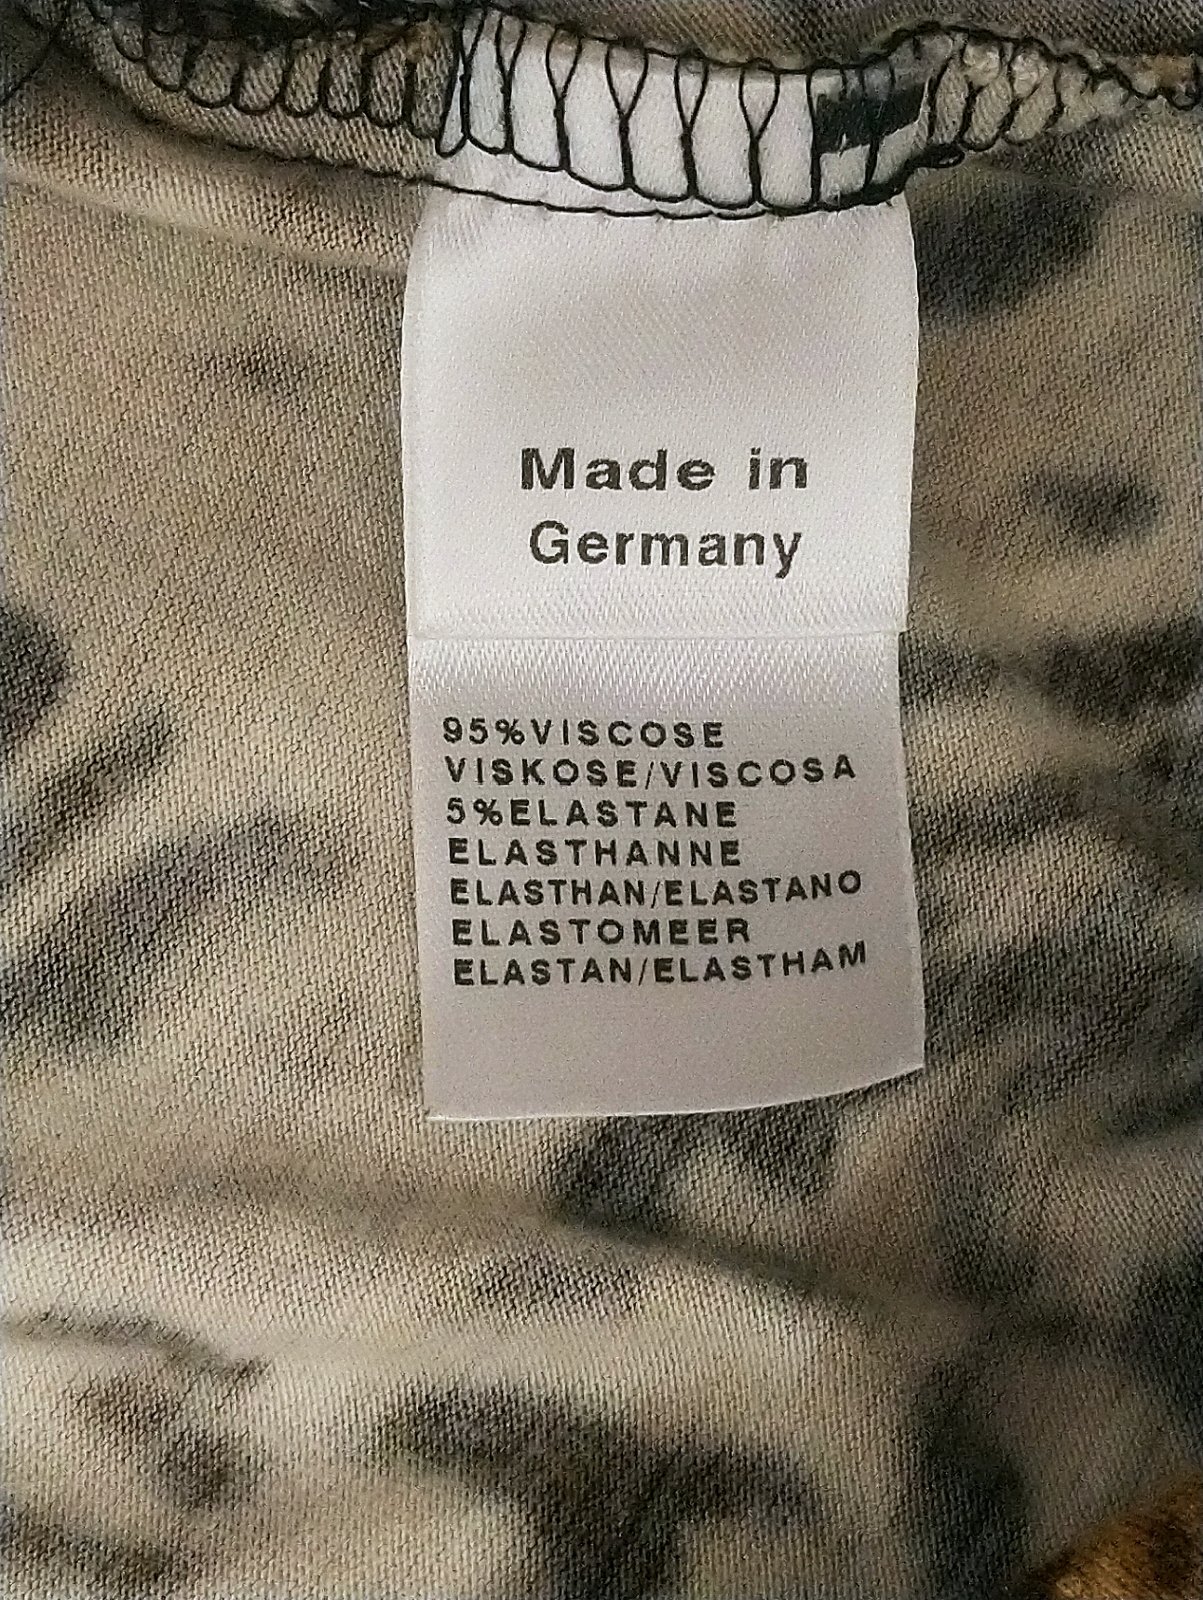 Made in
Germany
95%VISCOSE
VISKOSE/VISCOSA
5%ELASTANE
ELASTHANNE
ELASTHAN/ELASTANO
ELASTOMEER
ELASTAN/ELASTHAM